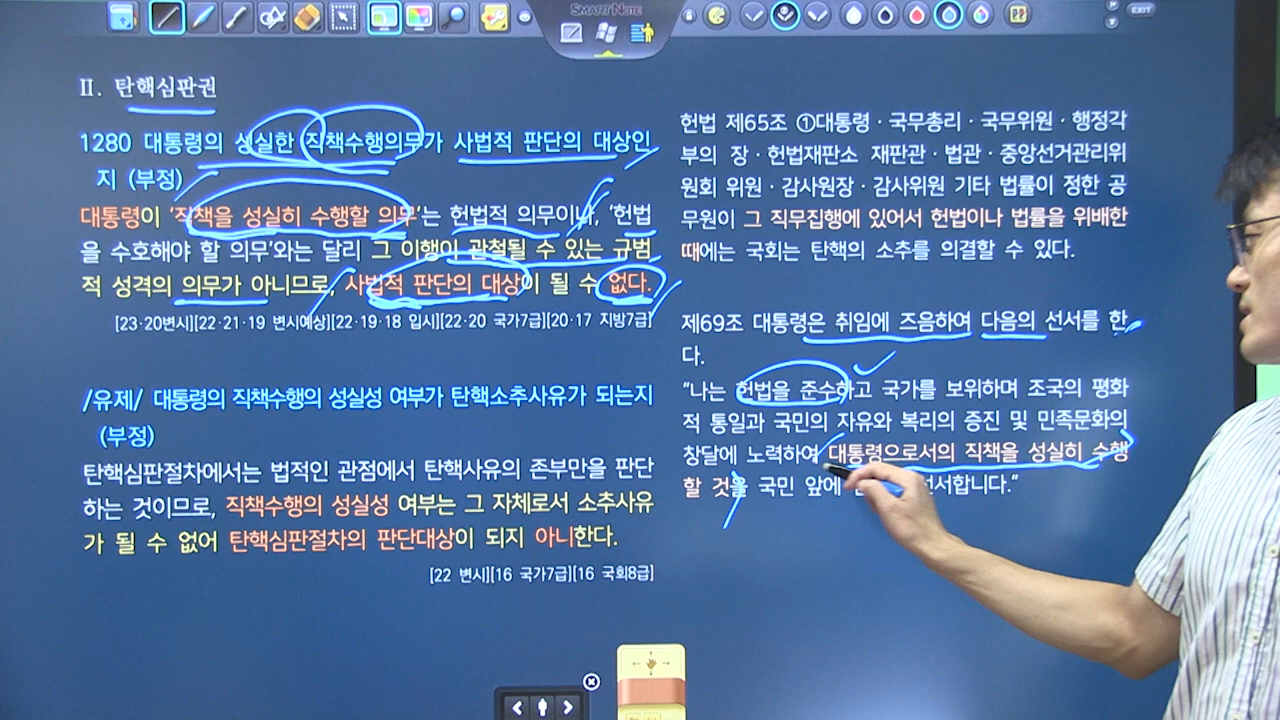 SMARTNOTE
EXIT
II. 탄핵심판권
1280 대통령의 성실한 직책수행의무가 사법적 판단의 대상인
지 (부정)
대통령이 '직책을 성실히 수행할 의무'는 헌법적 의무이나, '헌법
을 수호해야 할 의무'와는 달리 그 이행이 관철될 수 있는 규범
적 성격의 의무가 아니므로, 사법적 판단의 대상이 될 수 없다.
[23·20변시][22·21·19 변시예상][22·19·18 입시][22·20 국가7급][20·17 지방7급]
/유제/ 대통령의 직책수행의 성실성 여부가 탄핵소추사유가 되는지
(부정)
탄핵심판절차에서는 법적인 관점에서 탄핵사유의 존부만을 판단
하는 것이므로, 직책수행의 성실성 여부는 그 자체로서 소추사유
가 될 수 없어 탄핵심판절차의 판단대상이 되지 아니한다.
[22 변시][16 국가7급][16 국회8급]
헌법 제65조 ①대통령·국무총리·국무위원·행정각
부의 장·헌법재판소 재판관·법관·중앙선거관리위
원회 위원·감사원장·감사위원 기타 법률이 정한 공
무원이 그 직무집행에 있어서 헌법이나 법률을 위배한
때에는 국회는 탄핵의 소추를 의결할 수 있다.
제69조 대통령은 취임에 즈음하여 다음의 선서를 한
다.
"나는 헌법을 준수하고 국가를 보위하며 조국의 평화
적 통일과 국민의 자유와 복리의 증진 및 민족문화의
창달에 노력하여 대통령으로서의 직책을 성실히 수행
할 것을 국민 앞에 선서합니다."